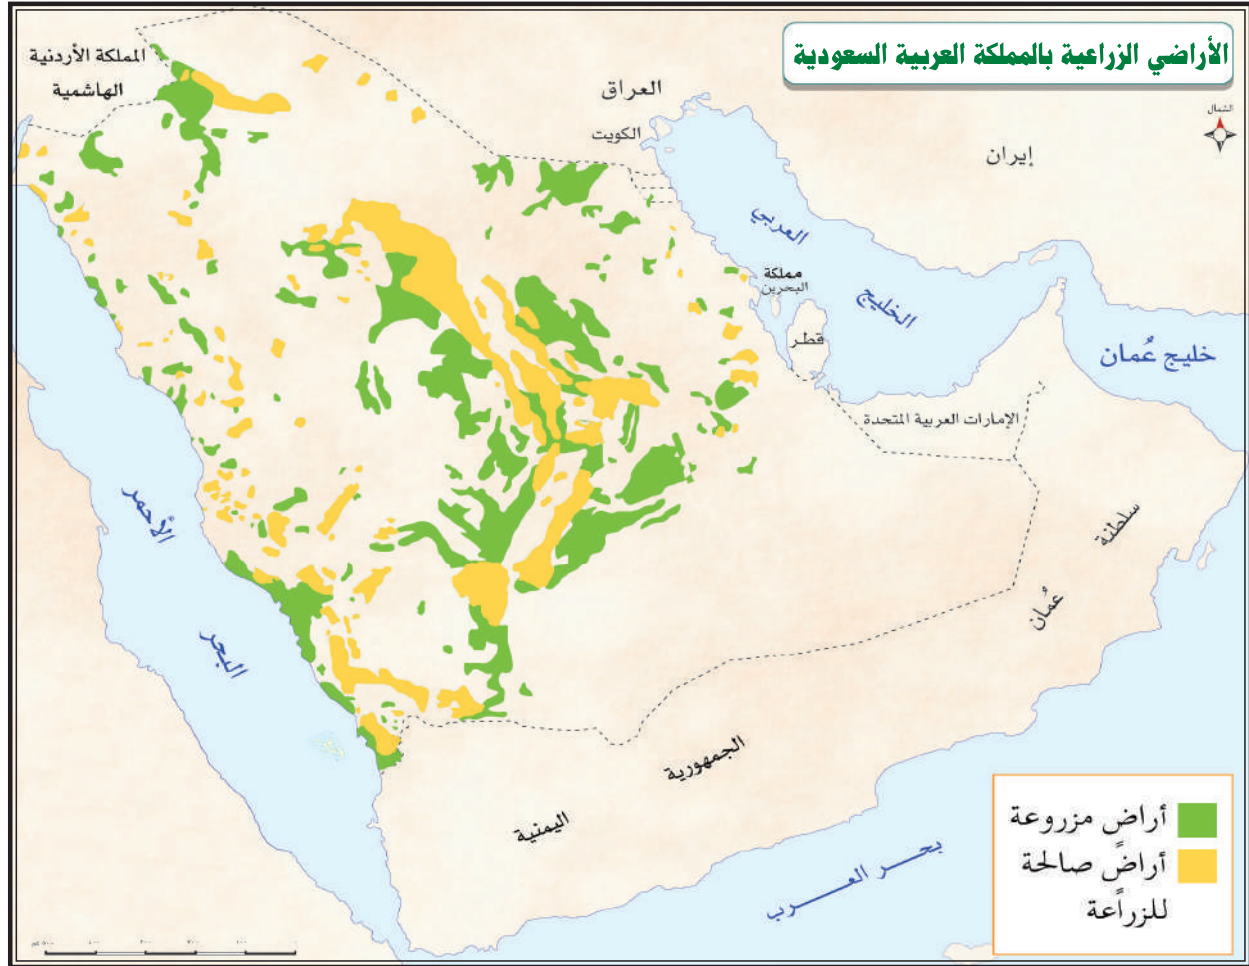 الأراضي الزراعية بالمملكة العربية السعودية
الشمال
المملكة الأردنية
الهاشمية
العراق
الكويت
إيران
الخليج
العربي
مملكة
البحرين
قطر
خليج عُمان
الإمارات العربية المتحدة
سلطنة
عُمان
البحر
الأحمر
الجمهورية
اليمنية
بحر العرب
أراضٍ مزروعة
أراضٍ صالحة
للزراعة